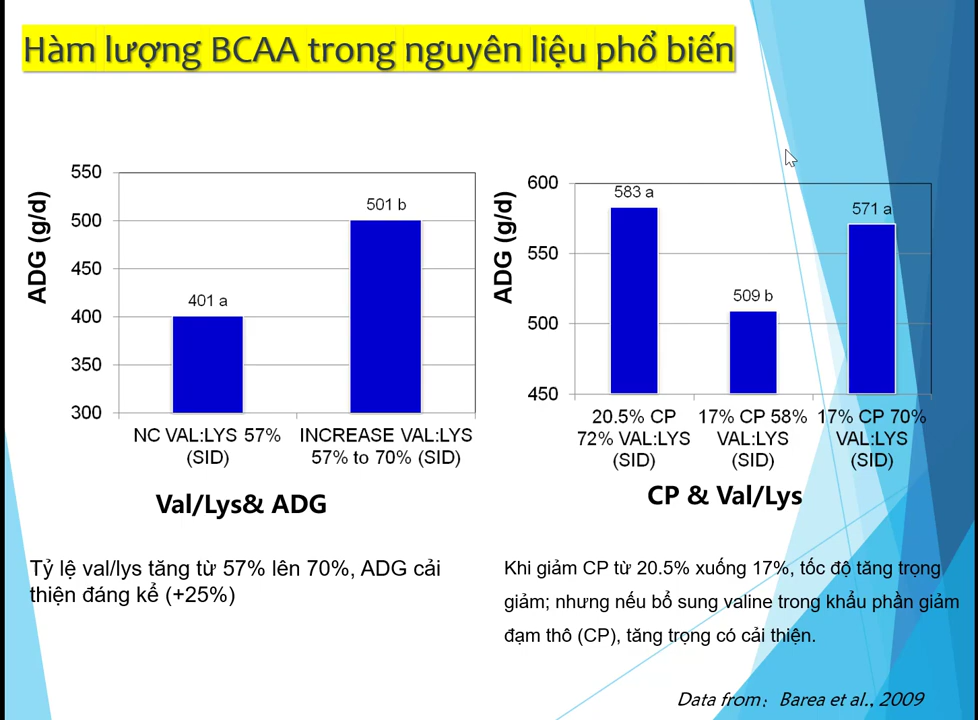 Hàm lượng BCAA trong nguyên liệu phổ biến
ADG (g/d)
550
500
450
400
350
300
401 a
501 b
NC VAL:LYS 57%
(SID)
INCREASE VAL:LYS
57% to 70% (SID)
Val/Lys& ADG
Tỷ lệ val/lys tăng từ 57% lên 70%, ADG cải
thiện đáng kể (+25%)
ADG (g/d)
600
550
500
450
583 a
509 b
571 a
20.5% CP
72% VAL:LYS
(SID)
17% CP 58%
VAL:LYS
(SID)
17% CP 70%
VAL:LYS
(SID)
CP & Val/Lys
Khi giảm CP từ 20.5% xuống 17%, tốc độ tăng trọng
giảm; nhưng nếu bổ sung valine trong khẩu phần giảm
đạm thô (CP), tăng trọng có cải thiện.
Data from：Barea et al., 2009